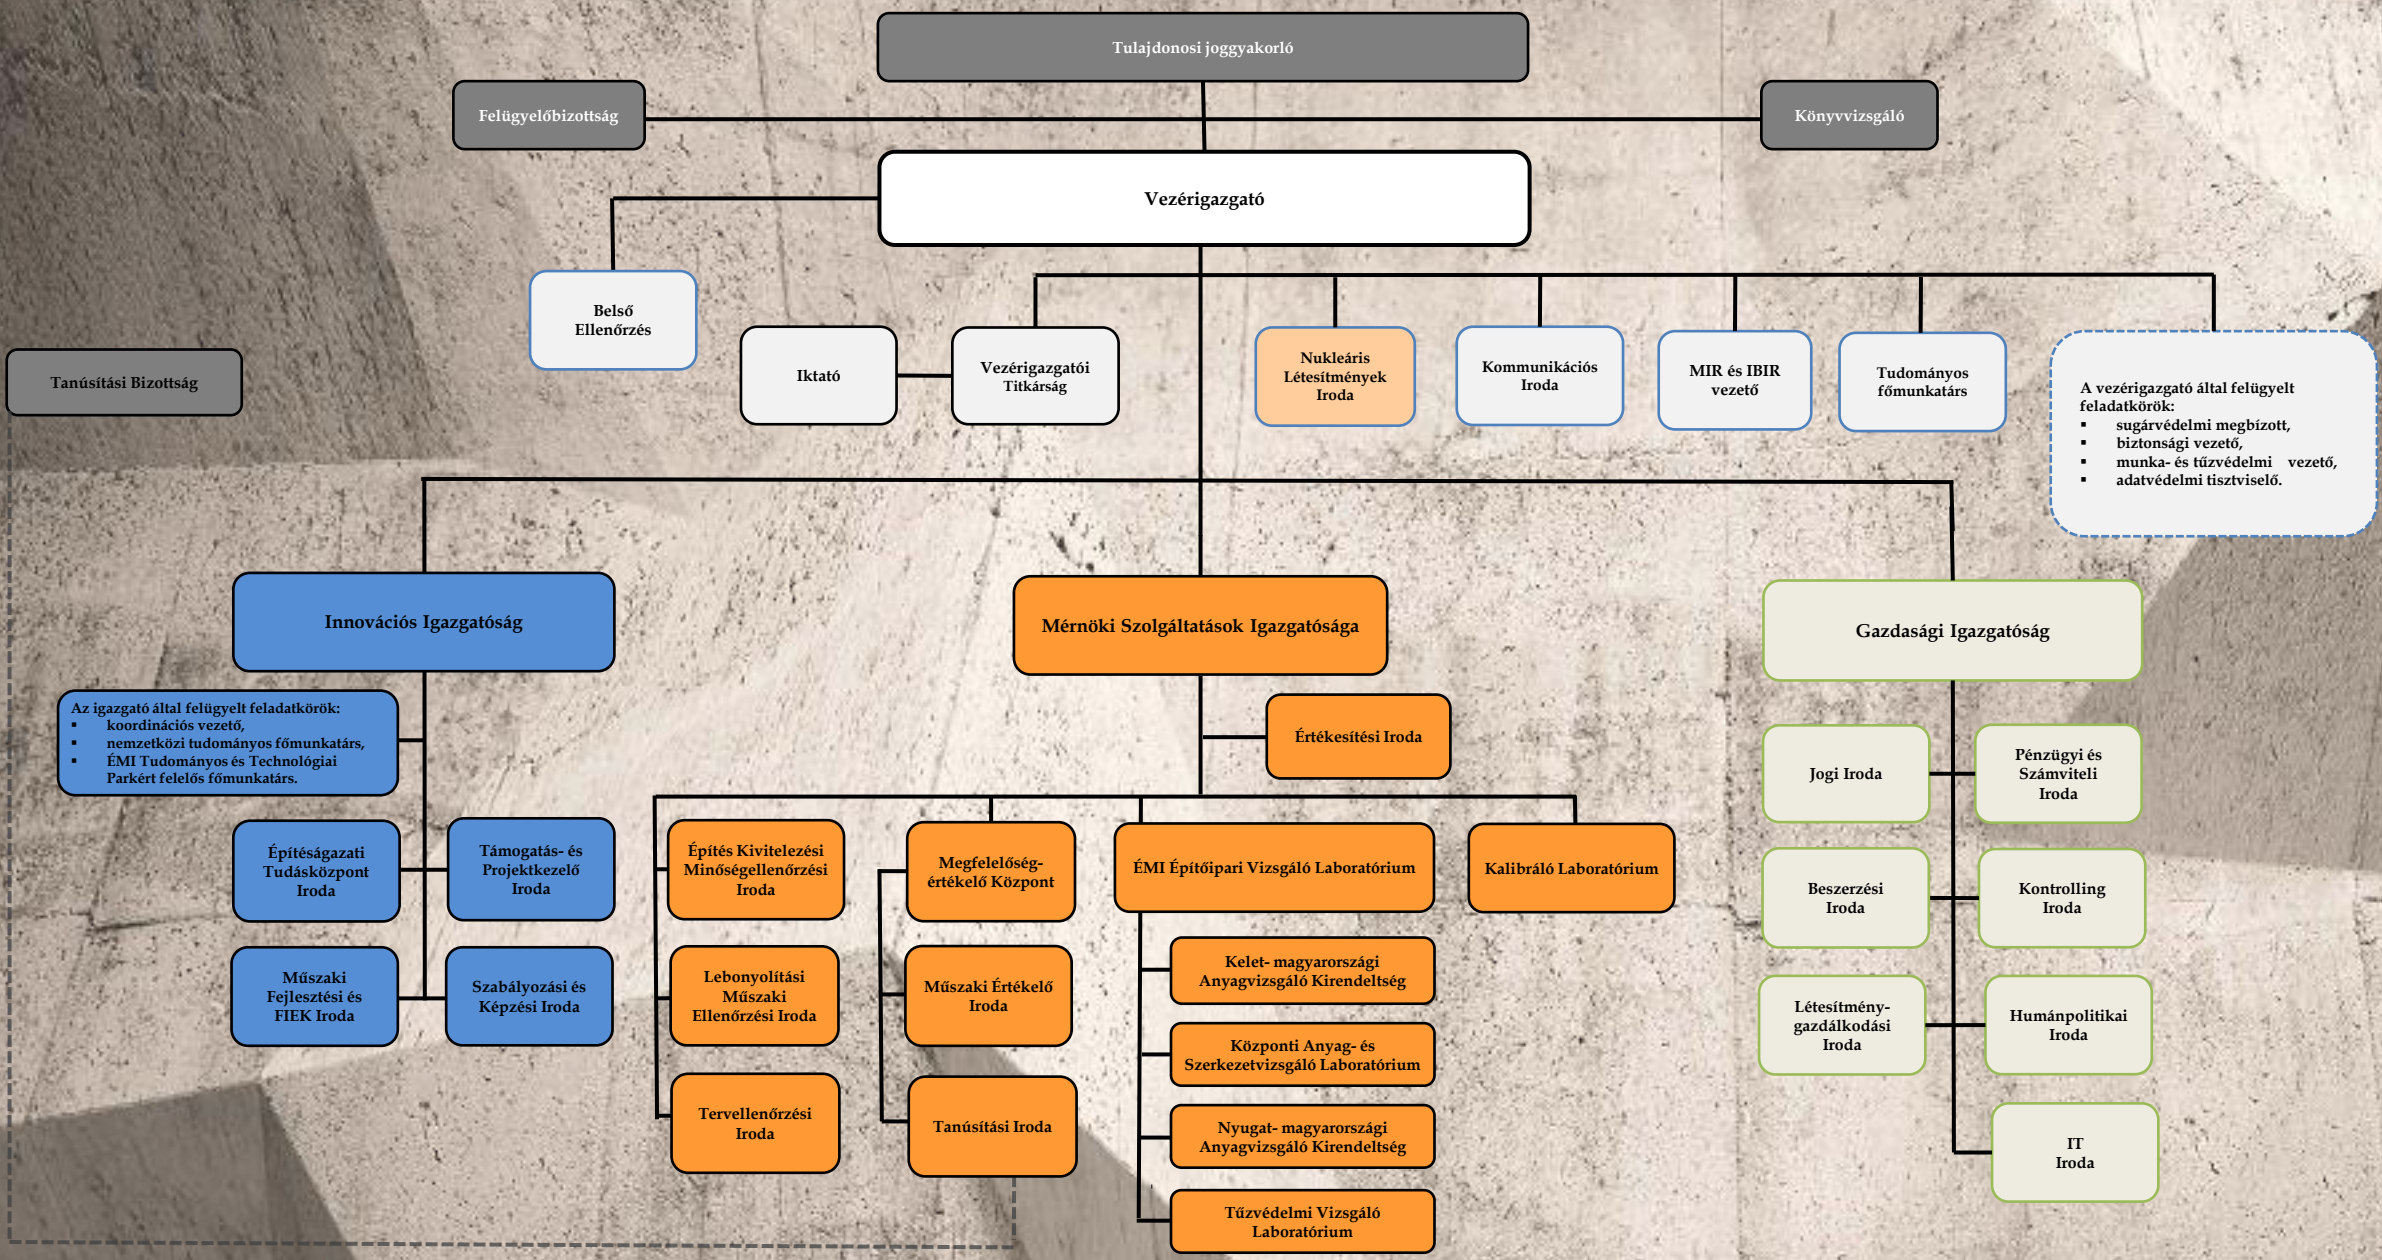 Tulajdonosi joggyakorló
Felügyelőbizottság
Könyvvizsgáló
Vezérigazgató
Belső
Ellenőrzés
Iktató
Vezérigazgatói
Titkárság
Nukleáris
Létesítmények
Iroda
Kommunikációs
Iroda
MIR és IBIR
vezető
Tudományos
főmunkatárs
A vezérigazgató által felügyelt
feladatkörök:
▪ sugárvédelmi megbízott,
▪ biztonsági vezető,
▪ munka- és tűzvédelmi vezető,
▪ adatvédelmi tisztviselő.
Tanúsítási Bizottság
Innovációs Igazgatóság
Mérnöki Szolgáltatások Igazgatósága
Gazdasági Igazgatóság
Az igazgató által felügyelt feladatkörök:
▪ koordinációs vezető,
▪ nemzetközi tudományos főmunkatárs,
▪ ÉMI Tudományos és Technológiai
Parkért felelős főmunkatárs.
Építéságazati
Tudásközpont
Iroda
Támogatás- és
Projektkezelő
Iroda
Műszaki
Fejlesztési és
FIEK Iroda
Szabályozási és
Képzési Iroda
Értékesítési Iroda
Építés Kivitelezési
Minőségellenőrzési
Iroda
Lebonyolítási
Műszaki
Ellenőrzési Iroda
Tervellenőrzési
Iroda
Megfelelőség-
értékelő Központ
Műszaki Értékelő
Iroda
Tanúsítási Iroda
ÉMI Építőipari Vizsgáló Laboratórium
Kelet- magyarországi
Anyagvizsgáló Kirendeltség
Központi Anyag- és
Szerkezetvizsgáló Laboratórium
Nyugat- magyarországi
Anyagvizsgáló Kirendeltség
Tűzvédelmi Vizsgáló
Laboratórium
Kalibráló Laboratórium
Jogi Iroda
Pénzügyi és
Számviteli
Iroda
Beszerzési
Iroda
Kontrolling
Iroda
Létesítmény-
gazdálkodási
Iroda
Humánpolitikai
Iroda
IT
Iroda